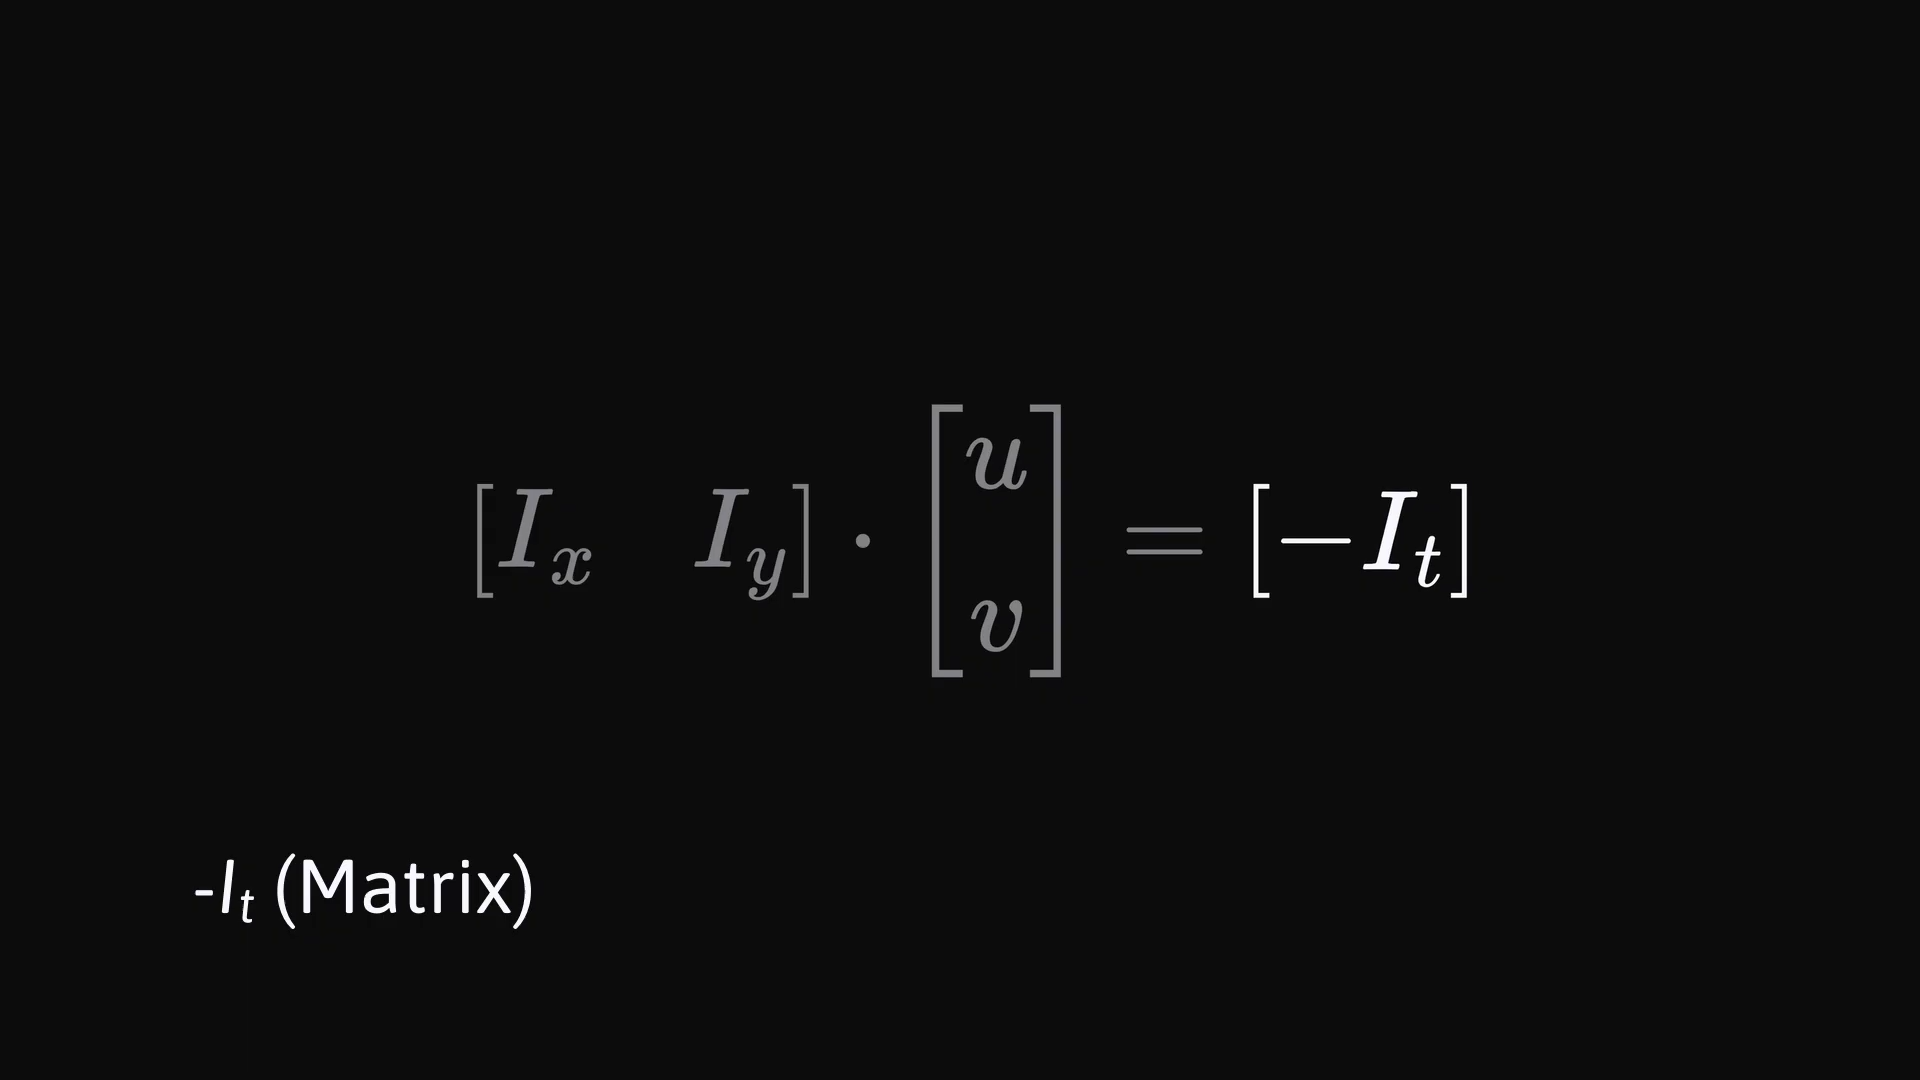 [I_x I_y] · [u v] = [−I_t]
-I_t (Matrix)